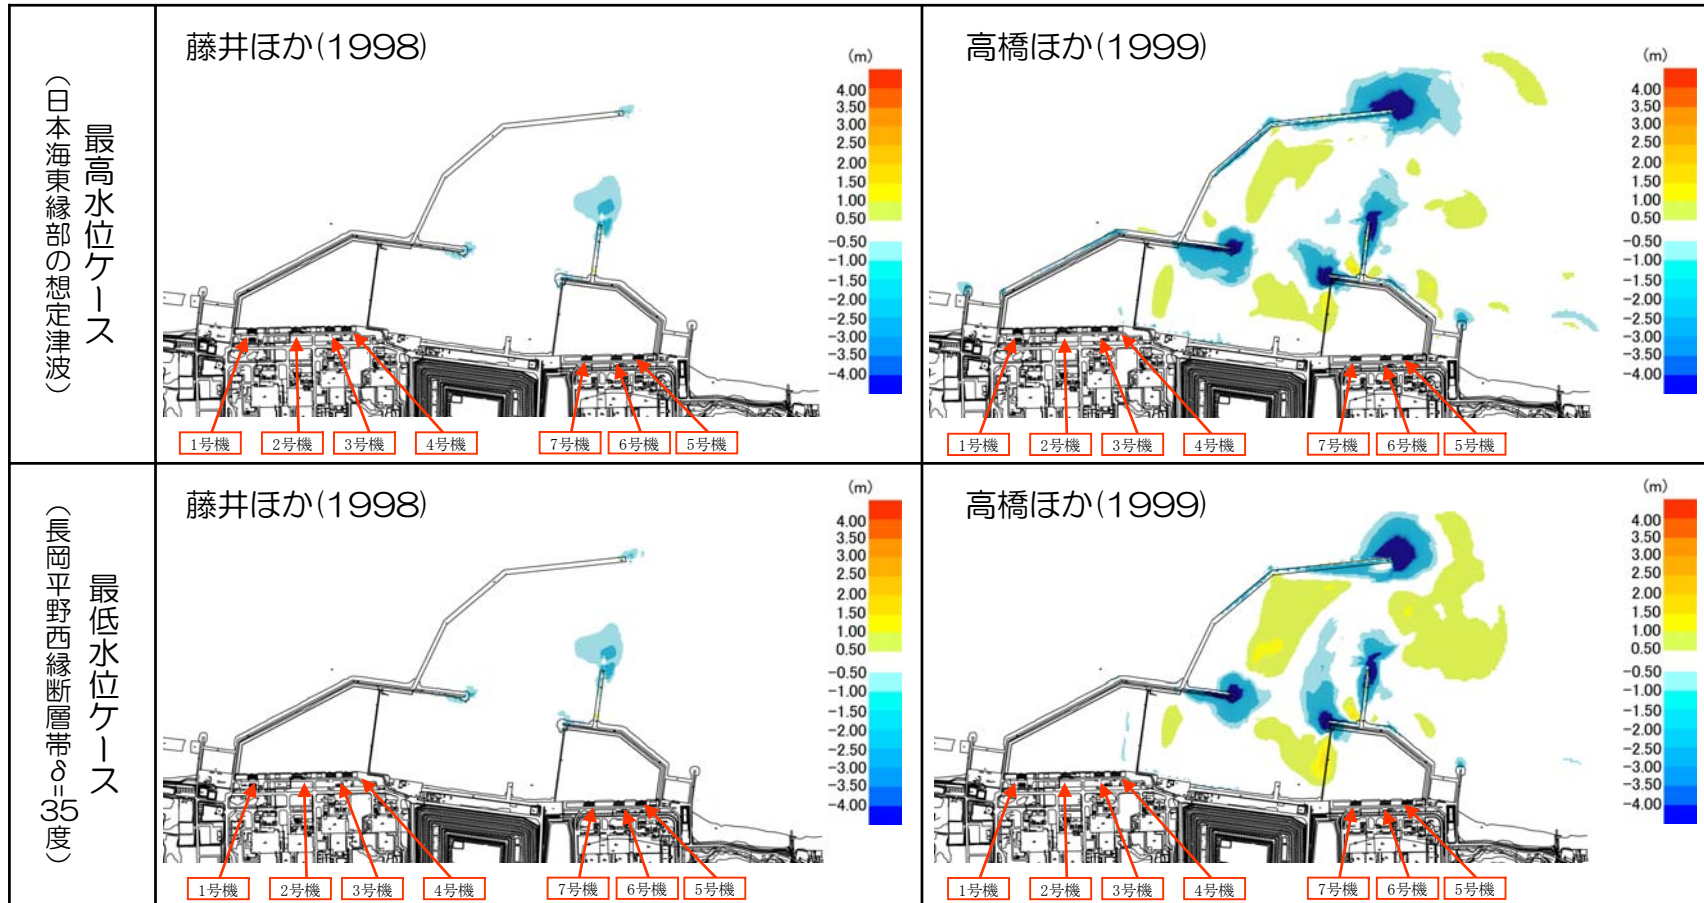 最高水位ケース
（日本海東縁部の想定津波）
藤井ほか(1998)
(m)
4.00
3.50
3.00
2.50
2.00
1.50
1.00
0.50
-0.50
-1.00
-1.50
-2.00
-2.50
-3.00
-3.50
-4.00
1号機
2号機
3号機
4号機
7号機
6号機
5号機
高橋ほか(1999)
(m)
4.00
3.50
3.00
2.50
2.00
1.50
1.00
0.50
-0.50
-1.00
-1.50
-2.00
-2.50
-3.00
-3.50
-4.00
1号機
2号機
3号機
4号機
7号機
6号機
5号機
最低水位ケース
（長岡平野西縁断層帯δ=35度）
藤井ほか(1998)
(m)
4.00
3.50
3.00
2.50
2.00
1.50
1.00
0.50
-0.50
-1.00
-1.50
-2.00
-2.50
-3.00
-3.50
-4.00
1号機
2号機
3号機
4号機
7号機
6号機
5号機
高橋ほか(1999)
(m)
4.00
3.50
3.00
2.50
2.00
1.50
1.00
0.50
-0.50
-1.00
-1.50
-2.00
-2.50
-3.00
-3.50
-4.00
1号機
2号機
3号機
4号機
7号機
6号機
5号機